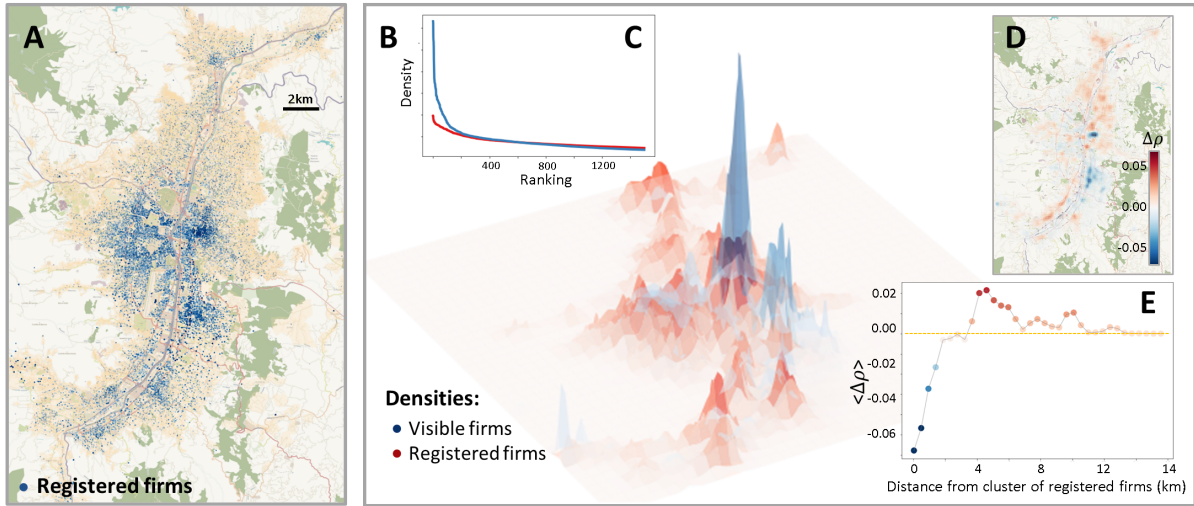 A
2km
Registered firms
B
C
Density
400
800
1200
Ranking
D
Δρ
0.05
0.00
-0.05
Densities:
Visible firms
Registered firms
E
0.02
0.00
-0.02
-0.04
-0.06
<Δρ>
0
4
8
10
12
14
Distance from cluster of registered firms (km)